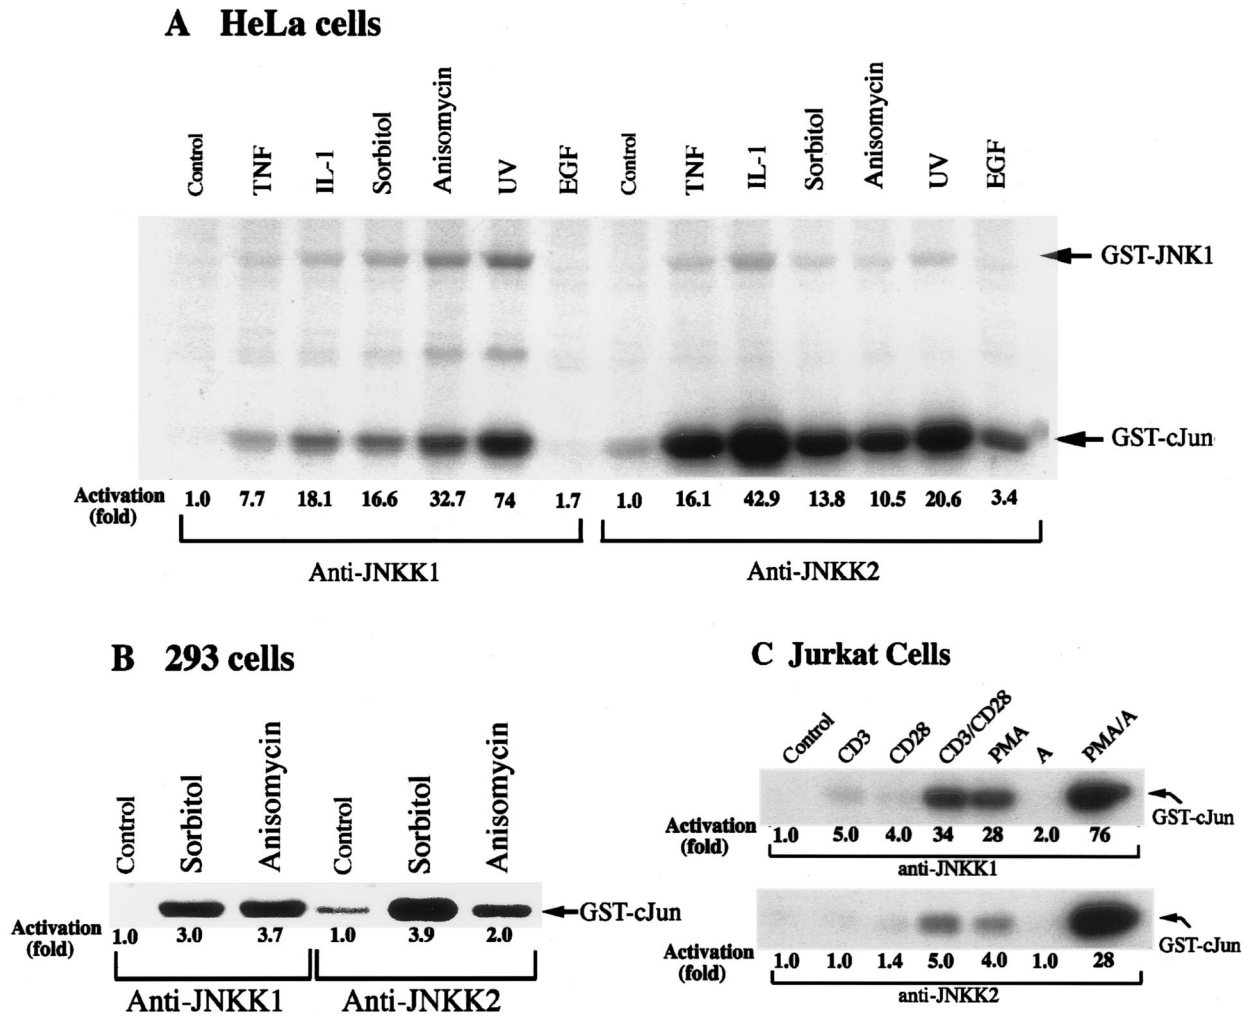 A HeLa cells
Control TNF IL-1 Sorbitol Anisomycin UV EGF Control TNF IL-1 Sorbitol Anisomycin UV EGF
GST-JNK1
GST-cJun
Activation (fold) 1.0 7.7 18.1 16.6 32.7 74 1.7 1.0 16.1 42.9 13.8 10.5 20.6 3.4
Anti-JNKK1 Anti-JNKK2
B 293 cells
Control Sorbitol Anisomycin Control Sorbitol Anisomycin
GST-cJun
Activation (fold) 1.0 3.0 3.7 1.0 3.9 2.0
Anti-JNKK1 Anti-JNKK2
C Jurkat Cells
Control CD3 CD28 CD3/CD28 PMA A PMA/A
GST-cJun
Activation (fold) 1.0 5.0 4.0 34 28 2.0 76
anti-JNKK1
GST-cJun
Activation (fold) 1.0 1.0 1.4 5.0 4.0 1.0 28
anti-JNKK2